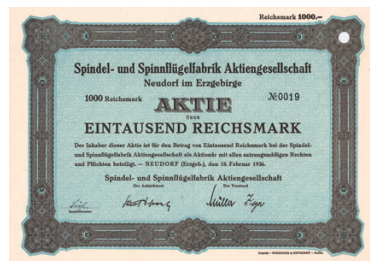 Reichsmark 1000.—
Spindel- und Spinnflügelfabrik Aktiengesellschaft
Neudorf im Erzgebirge
1000 Reichsmark AKTIE №0019
ÜBER
EINTAUSEND REICHSMARK
Der Inhaber dieser Aktie ist für den Betrag von Eintausend Reichsmark bei der Spindel-
und Spinnflügelfabrik Aktiengesellschaft als Aktionär mit allen satzungsmäßigen Rechten
und Pflichten beteiligt. — NEUDORF (Erzgeb.), den 18. Februar 1936.
Spindel- und Spinnflügelfabrik Aktiengesellschaft
Der Aufsichtsrat Der Vorstand
Müller